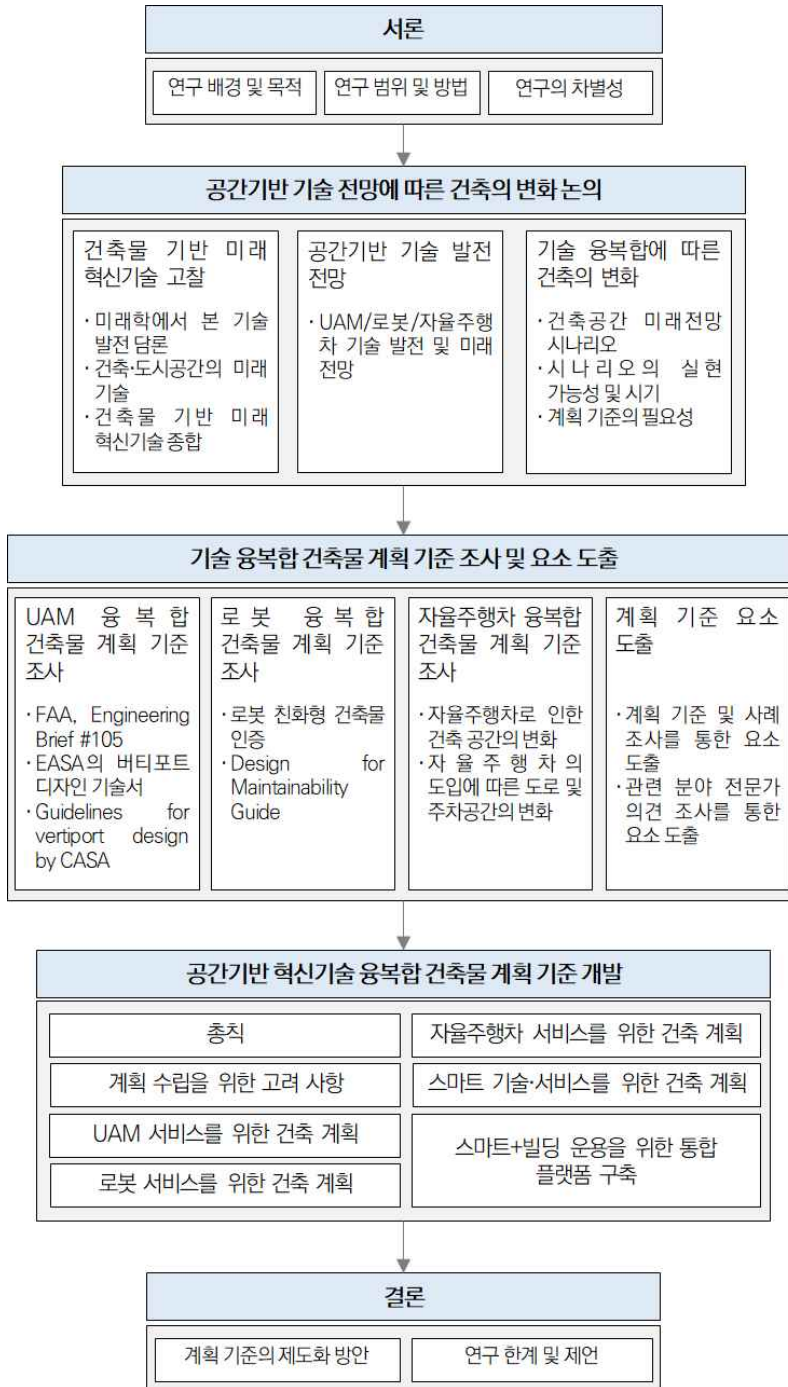 서론
연구 배경 및 목적
연구 범위 및 방법
연구의 차별성
공간기반 기술 전망에 따른 건축의 변화 논의
건축물 기반 미래
혁신기술 고찰
· 미래학에서 본 기술
발전 담론
· 건축·도시공간의 미래
기술
· 건축물 기반 미래
혁신기술 종합
공간기반 기술 발전
전망
· UAM/로봇/자율주행
차 기술 발전 및 미래
전망
기술 융복합에 따른
건축의 변화
· 건축공간 미래전망
시나리오
· 시나리오의 실현
가능성 및 시기
· 계획 기준의 필요성
기술 융복합 건축물 계획 기준 조사 및 요소 도출
UAM 융복합
건축물 계획 기준
조사
· FAA, Engineering
Brief #105
· EASA의 버티포트
디자인 기술서
· Guidelines for
vertiport design
by CASA
로봇 융복합
건축물 계획 기준
조사
· 로봇 친화형 건축물
인증
· Design for
Maintainability
Guide
자율주행차 융복합
건축물 계획 기준
조사
· 자율주행차로 인한
건축 공간의 변화
· 자율주행차의
도입에 따른 도로 및
주차공간의 변화
계획 기준 요소
도출
· 계획 기준 및 사례
조사를 통한 요소
도출
· 관련 분야 전문가
의견 조사를 통한
요소 도출
공간기반 혁신기술 융복합 건축물 계획 기준 개발
총칙
계획 수립을 위한 고려 사항
UAM 서비스를 위한 건축 계획
로봇 서비스를 위한 건축 계획
자율주행차 서비스를 위한 건축 계획
스마트 기술·서비스를 위한 건축 계획
스마트+빌딩 운용을 위한 통합
플랫폼 구축
결론
계획 기준의 제도화 방안
연구 한계 및 제언